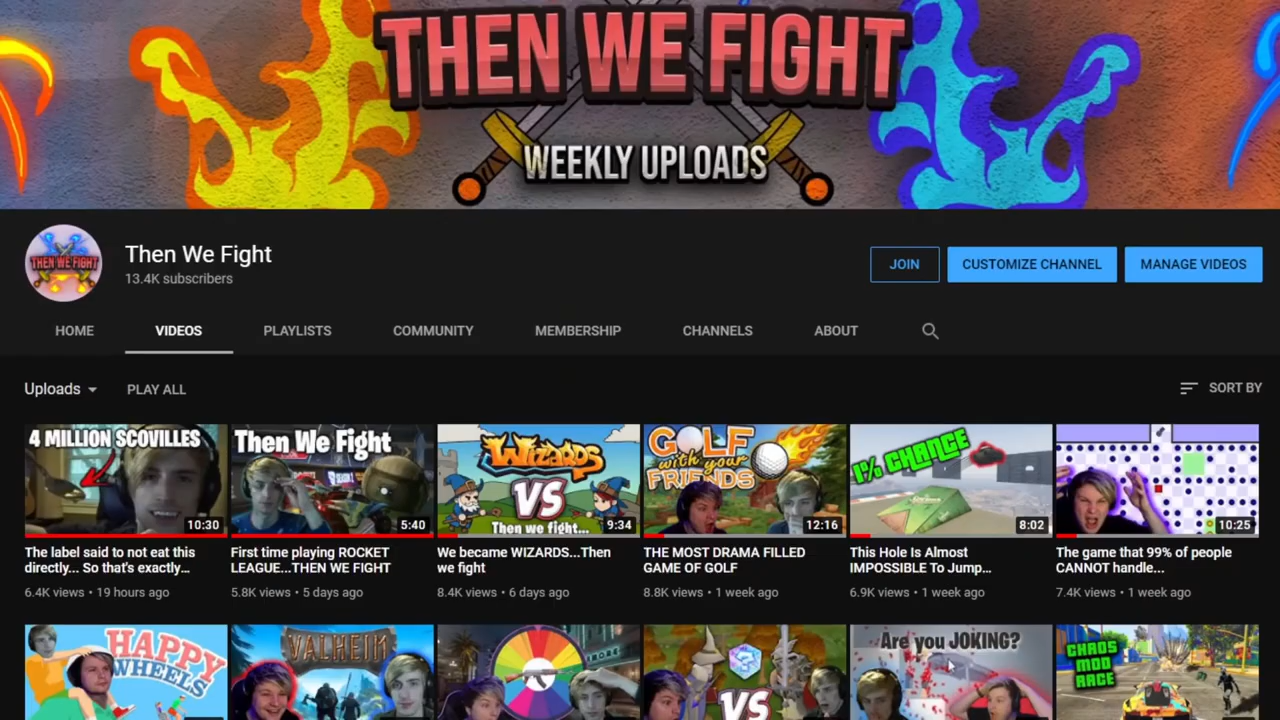 THEN WE FIGHT
WEEKLY UPLOADS
THEN WE FIGHT
Then We Fight
13.4K subscribers
JOIN
CUSTOMIZE CHANNEL
MANAGE VIDEOS
HOME
VIDEOS
PLAYLISTS
COMMUNITY
MEMBERSHIP
CHANNELS
ABOUT
Uploads
PLAY ALL
SORT BY
4 MILLION SCOVILLES
10:30
Then We Fight
5:40
WIZARDS
VS
Then we fight...
9:34
GOLF
with your
FRIENDS
12:16
1% CHANCE
8:02
10:25
The label said to not eat this
directly... So that's exactly...
6.4K views • 19 hours ago
First time playing ROCKET
LEAGUE...THEN WE FIGHT
5.8K views • 5 days ago
We became WIZARDS...Then
we fight
8.4K views • 6 days ago
THE MOST DRAMA FILLED
GAME OF GOLF
8.8K views • 1 week ago
This Hole Is Almost
IMPOSSIBLE To Jump...
6.9K views • 1 week ago
The game that 99% of people
CANNOT handle...
7.4K views • 1 week ago
HAPPY
WHEELS
VALHEIM
VS
Are you JOKING?
CHAOS
MOD
RACE